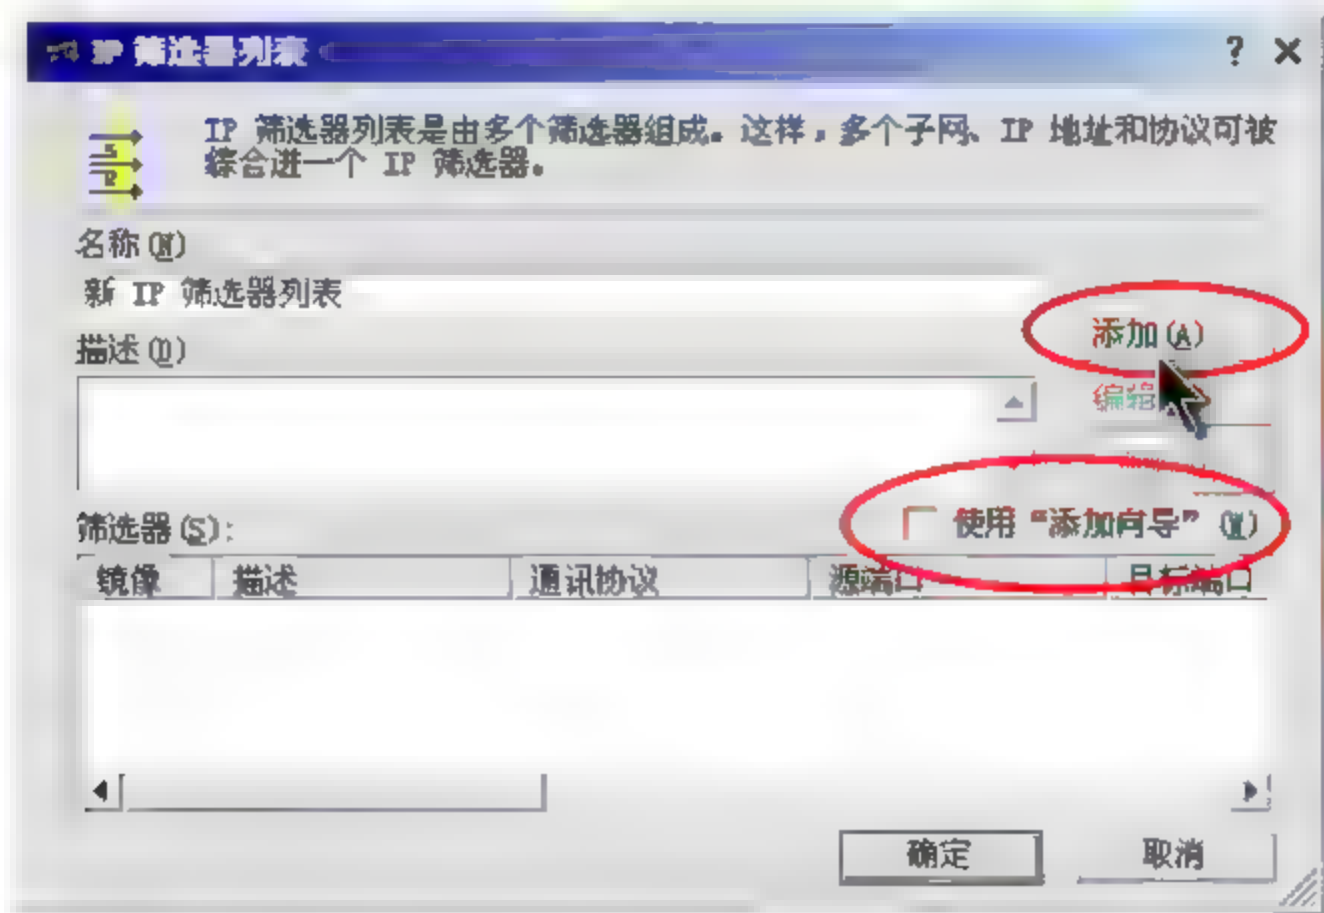 IP 筛选器列表
IP 筛选器列表是由多个筛选器组成。这样，多个子网、IP 地址和协议可被
综合进一个 IP 筛选器。
名称(N)
新 IP 筛选器列表
添加(A)
描述(D)
编辑
筛选器(S):
使用“添加向导” (W)
镜像 描述 通讯协议 源端口 目标端口
确定 取消